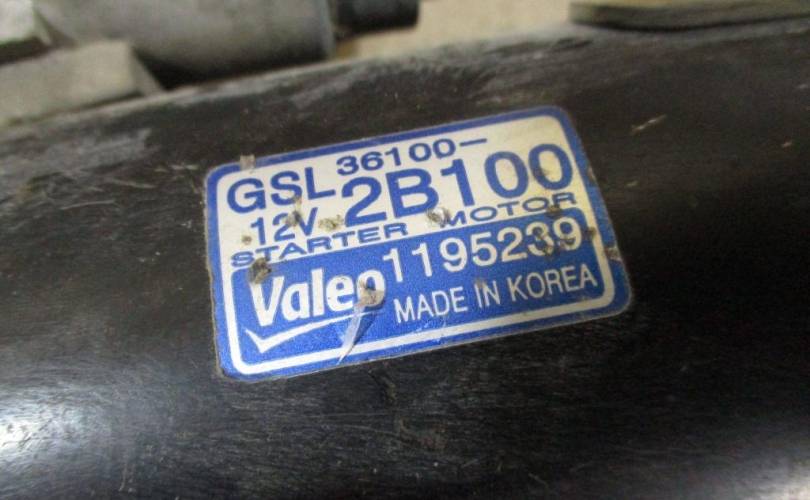 GSL 36100-
12V 2B100
STARTER MOTOR
Valeo 1195239
MADE IN KOREA